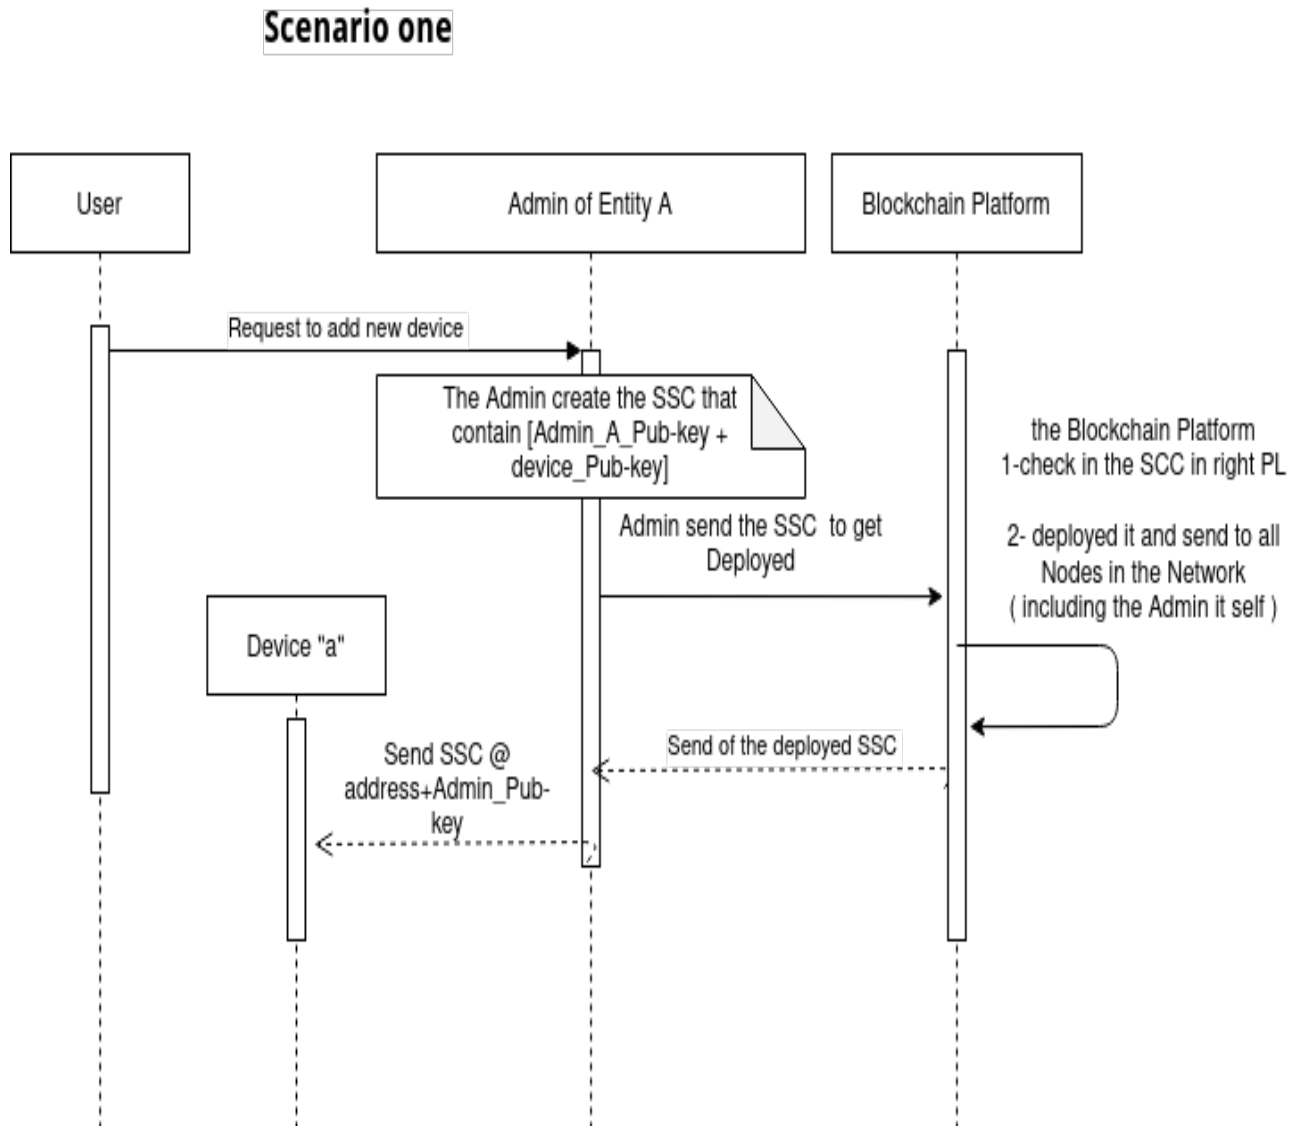 Scenario one
User
Admin of Entity A
Blockchain Platform
Request to add new device
The Admin create the SSC that
contain [Admin_A_Pub-key +
device_Pub-key]
the Blockchain Platform
1-check in the SCC in right PL
Admin send the SSC to get
Deployed
2- deployed it and send to all
Nodes in the Network
( including the Admin it self )
Device "a"
Send of the deployed SSC
Send SSC @
address+Admin_Pub-
key